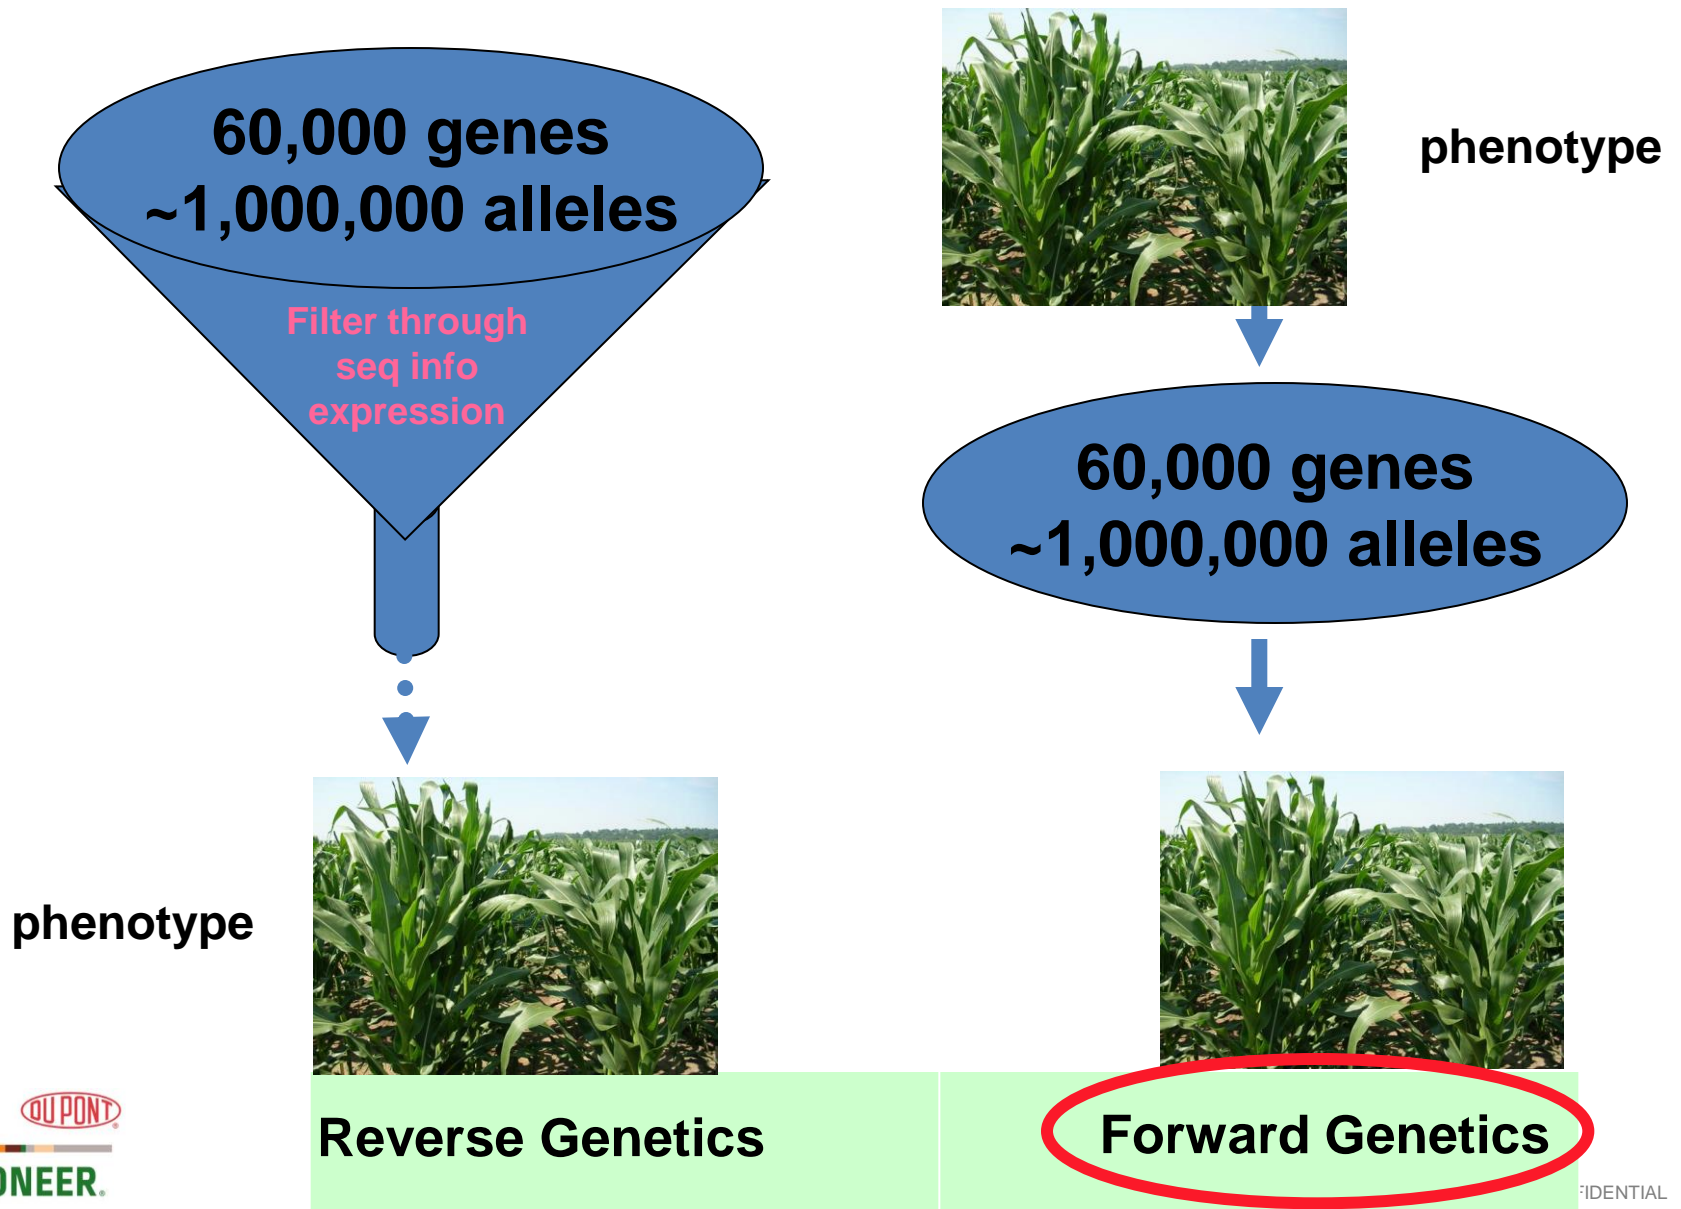 60,000 genes
~1,000,000 alleles
Filter through
seq info
expression
phenotype
phenotype
60,000 genes
~1,000,000 alleles
Reverse Genetics
Forward Genetics
DUPONT
ONEER.
FIDENTIAL